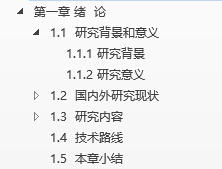 第一章 绪  论
1.1  研究背景和意义
1.1.1 研究背景
1.1.2 研究意义
1.2  国内外研究现状
1.3  研究内容
1.4  技术路线
1.5  本章小结